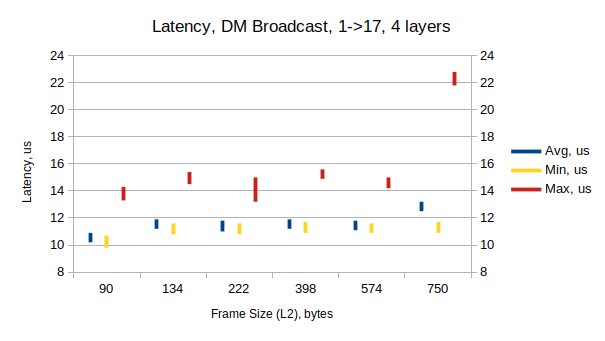 Latency, DM Broadcast, 1->17, 4 layers
24 24
22 22
20 20
18 18
16 16
14 14
12 12
10 10
8 8
Latency, us
Avg, us
Min, us
Max, us
90 134 222 398 574 750
Frame Size (L2), bytes